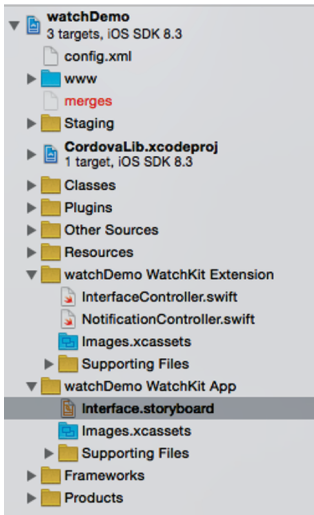 watchDemo
3 targets, iOS SDK 8.3
config.xml
www
merges
Staging
CordovaLib.xcodeproj
1 target, iOS SDK 8.3
Classes
Plugins
Other Sources
Resources
watchDemo WatchKit Extension
InterfaceController.swift
NotificationController.swift
Images.xcassets
Supporting Files
watchDemo WatchKit App
Interface.storyboard
Images.xcassets
Supporting Files
Frameworks
Products